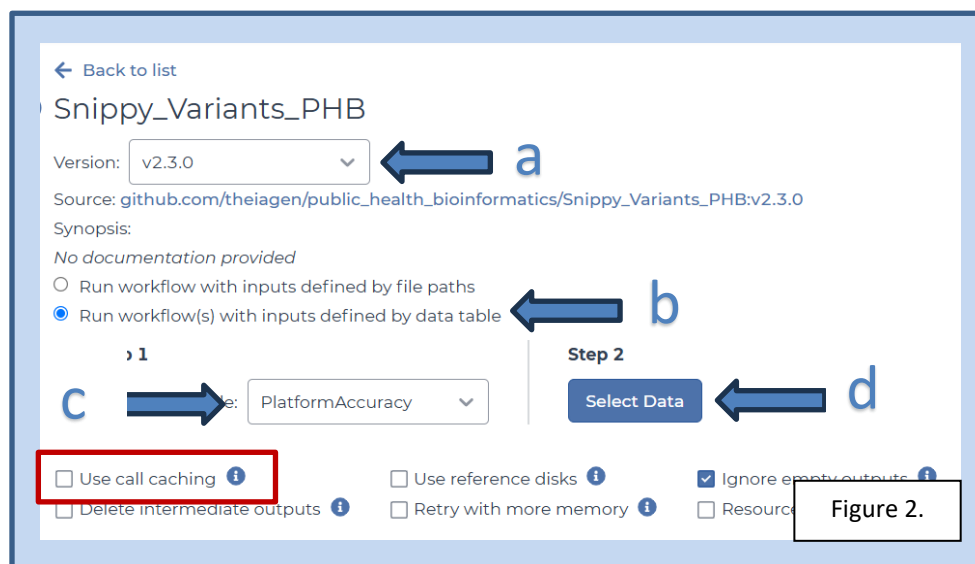 ← Back to list
Snippy_Variants_PHB
Version: v2.3.0 a
Source: github.com/theiagen/public_health_bioinformatics/Snippy_Variants_PHB:v2.3.0
Synopsis:
No documentation provided
Run workflow with inputs defined by file paths
Run workflow(s) with inputs defined by data table b
1 Step 2
c PlatformAccuracy Select Data d
Use call caching Use reference disks Ignore empty outputs
Delete intermediate outputs Retry with more memory Resource
Figure 2.